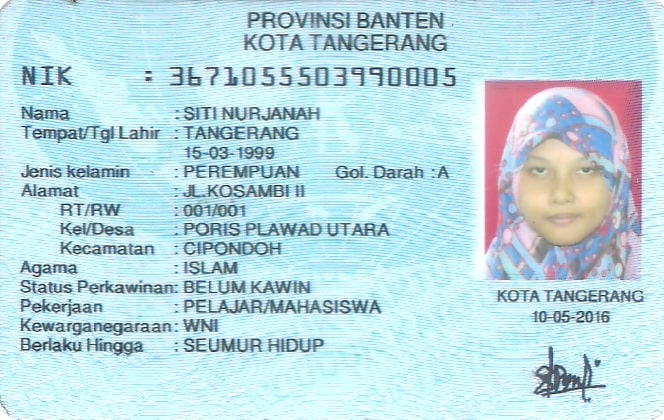 PROVINSI BANTEN
KOTA TANGERANG
NIK : 3671055503990005
Nama : SITI NURJANAH
Tempat/Tgl Lahir : TANGERANG
15-03-1999
Jenis kelamin : PEREMPUAN Gol. Darah :A
Alamat : JL.KOSAMBI II
RT/RW : 001/001
Kel/Desa : PORIS PLAWAD UTARA
Kecamatan : CIPONDOH
Agama : ISLAM
Status Perkawinan: BELUM KAWIN
Pekerjaan : PELAJAR/MAHASISWA
Kewarganegaraan: WNI
Berlaku Hingga : SEUMUR HIDUP
KOTA TANGERANG
10-05-2016